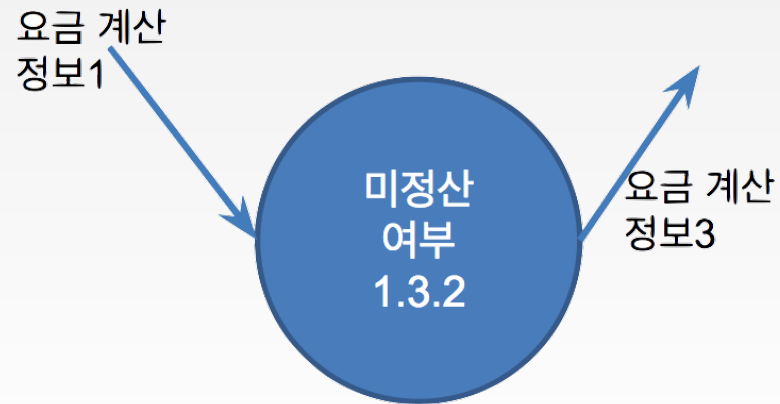 요금 계산
정보1
미정산
여부
1.3.2
요금 계산
정보3